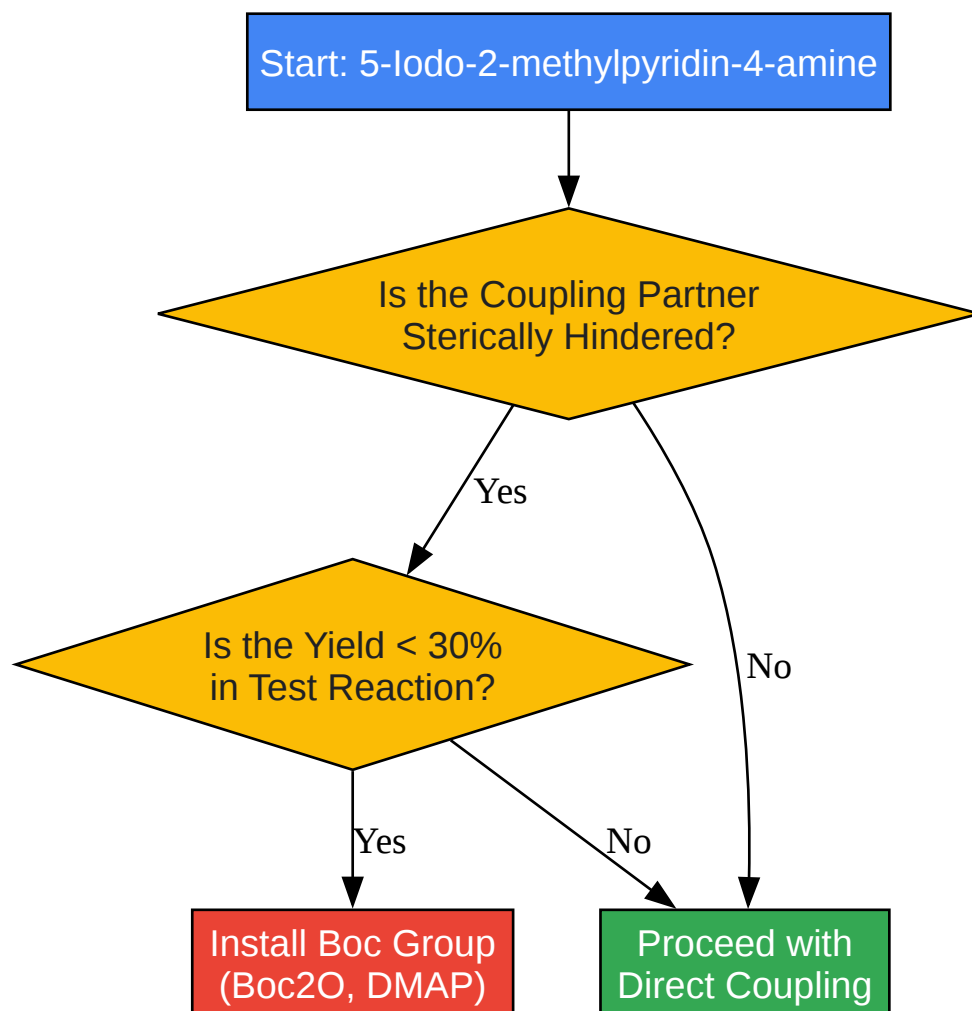 Start: 5-Iodo-2-methylpyridin-4-amine
Is the Coupling Partner
Sterically Hindered?
Yes
No
Is the Yield < 30%
in Test Reaction?
Yes
No
Install Boc Group
(Boc2O, DMAP)
Proceed with
Direct Coupling